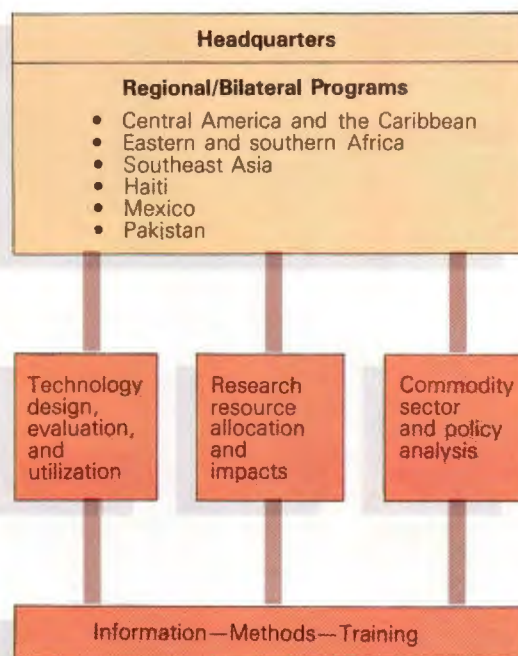 Headquarters
Regional/Bilateral Programs
• Central America and the Caribbean
• Eastern and southern Africa
• Southeast Asia
• Haiti
• Mexico
• Pakistan
Technology
design,
evaluation,
and
utilization
Research
resource
allocation
and
impacts
Commodity
sector
and policy
analysis
Information—Methods—Training